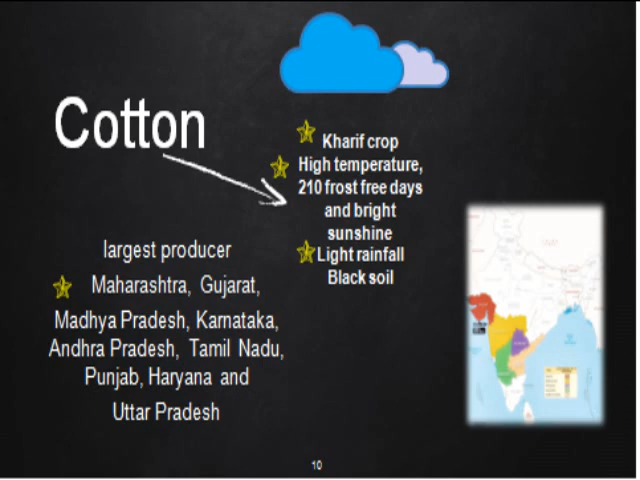 Cotton
Kharif crop
High temperature,
210 frost free days
and bright
sunshine
Light rainfall
Black soil
largest producer
Maharashtra, Gujarat,
Madhya Pradesh, Karnataka,
Andhra Pradesh, Tamil Nadu,
Punjab, Haryana and
Uttar Pradesh
10